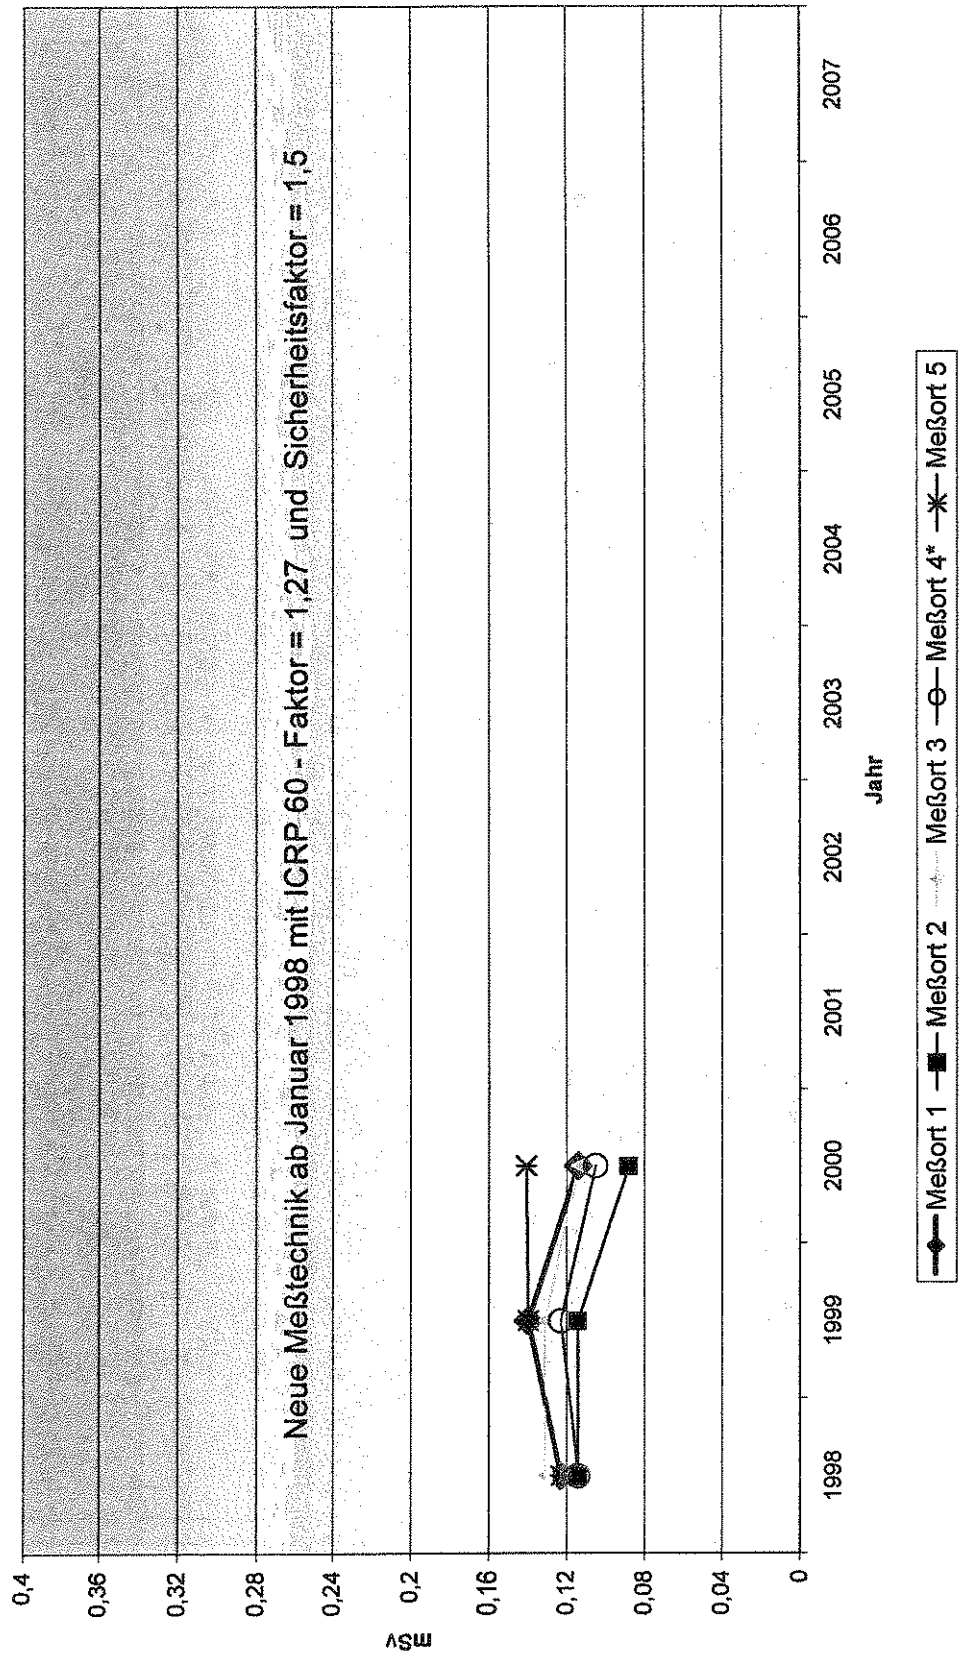 Neue Meßtechnik ab Januar 1998 mit ICRP 60 - Faktor = 1,27 und Sicherheitsfaktor = 1,5
0,4
0,36
0,32
0,28
0,24
0,2
0,16
0,12
0,08
0,04
0
mSv
1998 1999 2000 2001 2002 2003 2004 2005 2006 2007
Jahr
Meßort 1 Meßort 2 Meßort 3 Meßort 4* Meßort 5